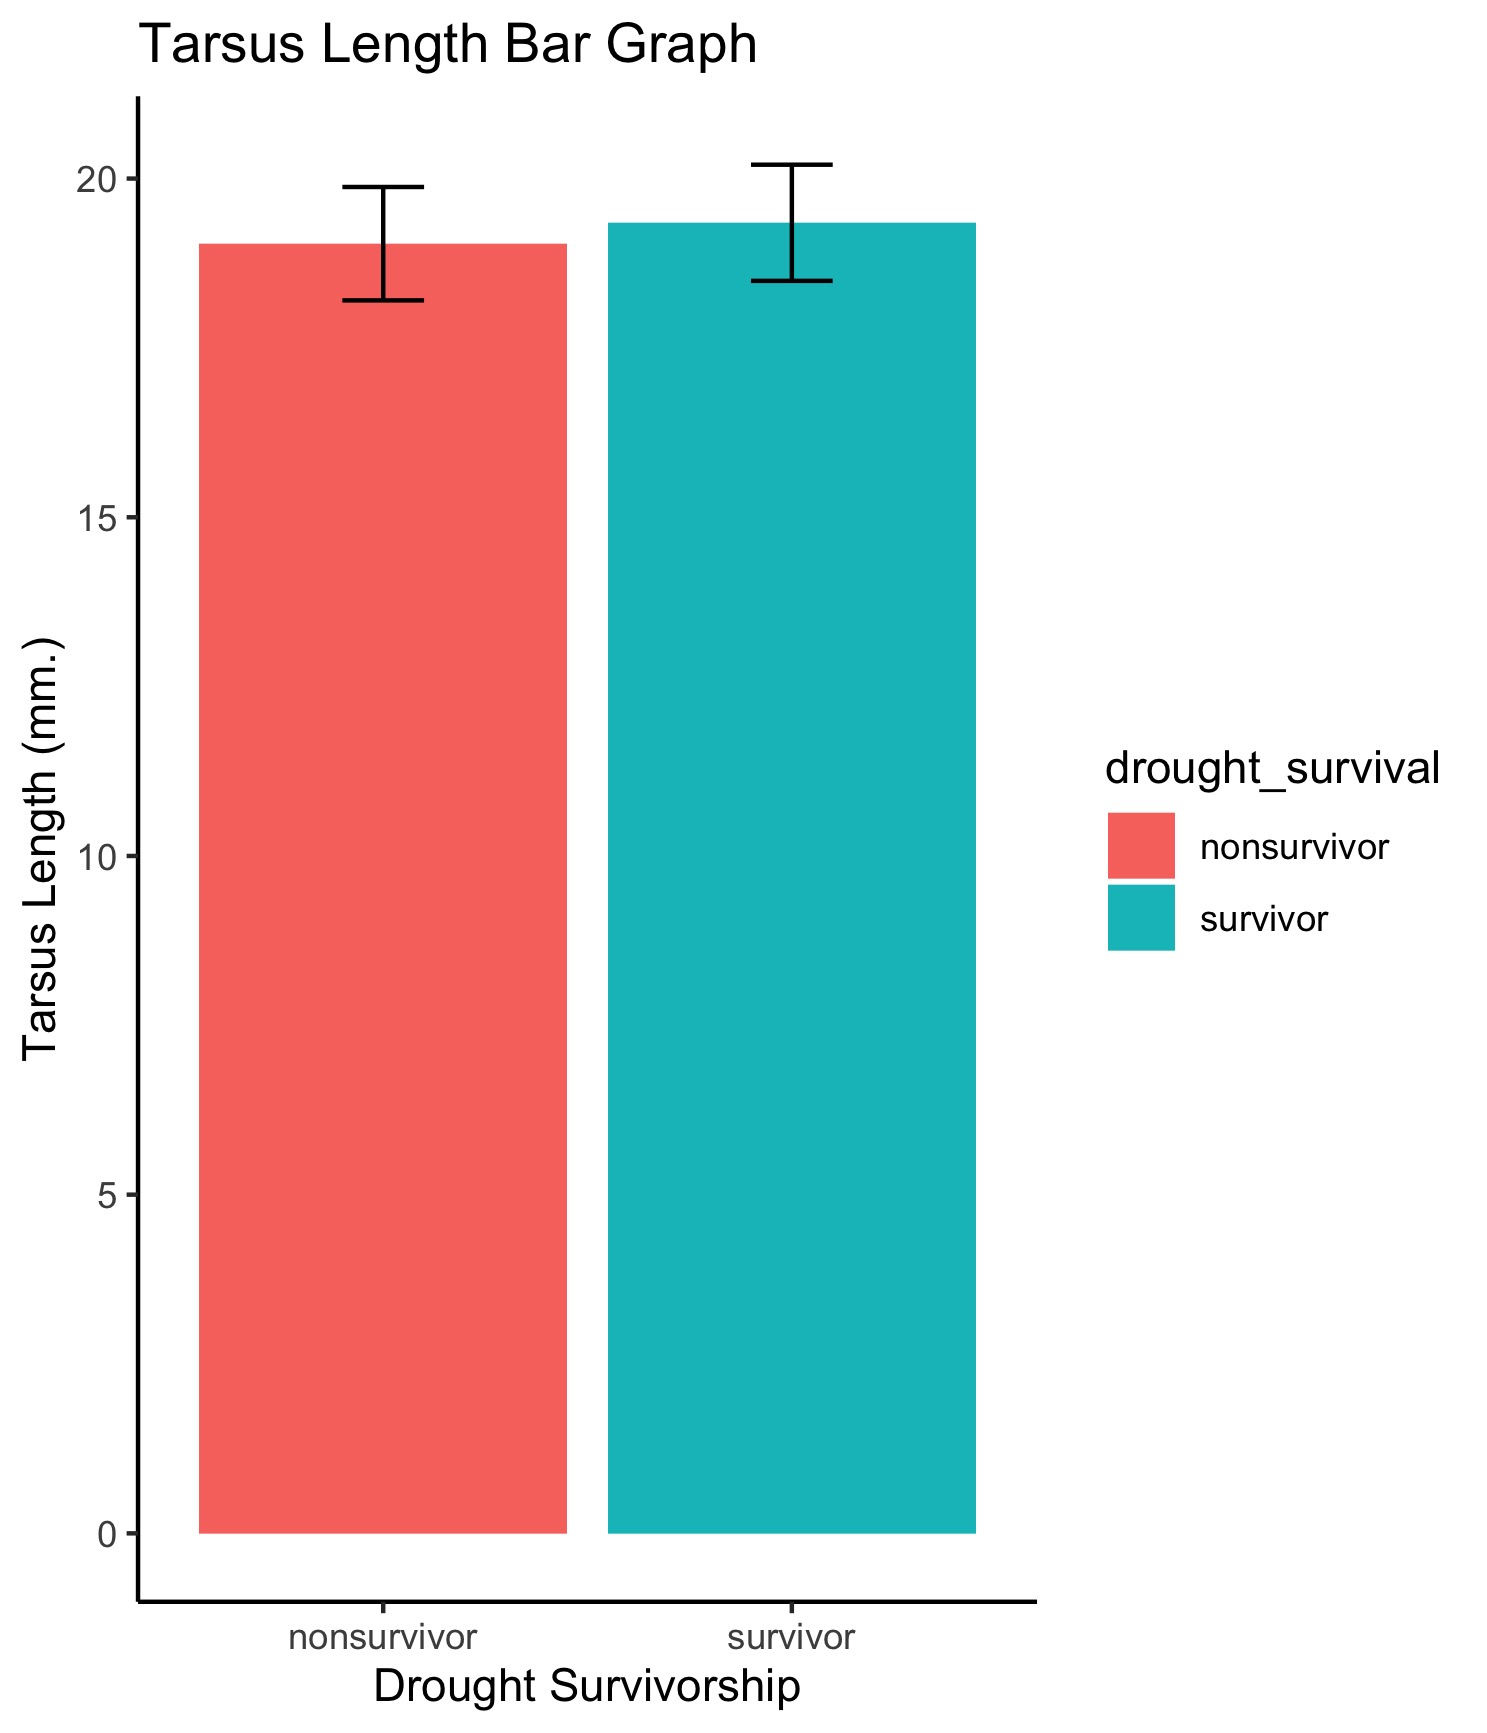 Tarsus Length Bar Graph
Tarsus Length (mm.)
20
15
10
5
0
nonsurvivor
survivor
Drought Survivorship
drought_survival
nonsurvivor
survivor